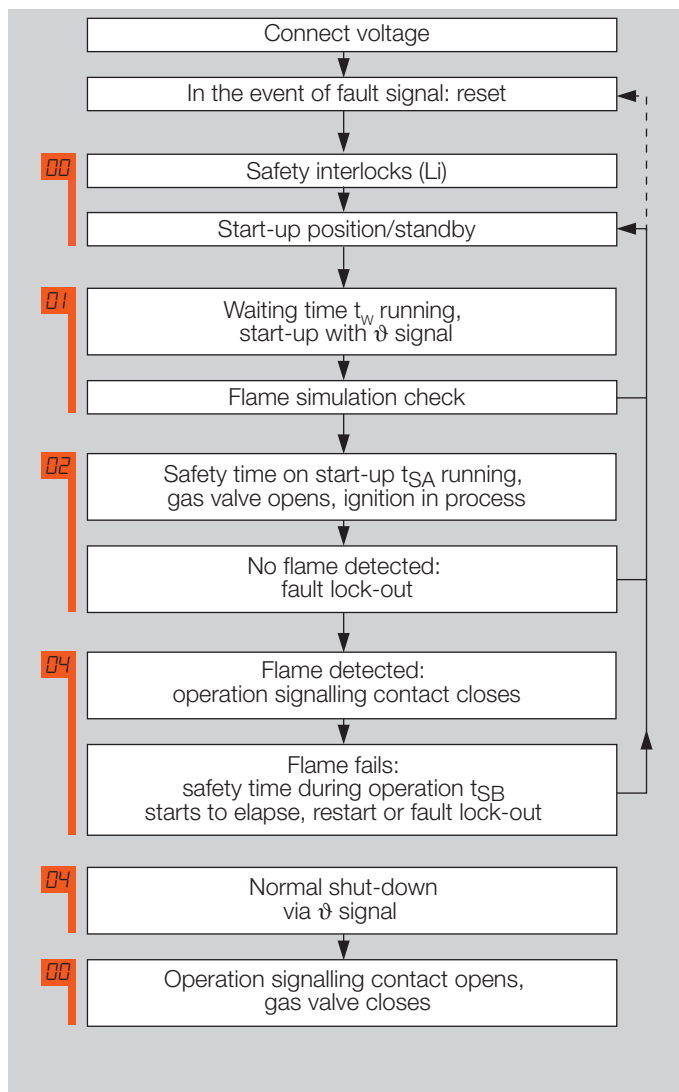 Connect voltage
In the event of fault signal: reset
00
Safety interlocks (Li)
Start-up position/standby
01
Waiting time tw running,
start-up with ϑ signal
Flame simulation check
02
Safety time on start-up tSA running,
gas valve opens, ignition in process
No flame detected:
fault lock-out
04
Flame detected:
operation signalling contact closes
Flame fails:
safety time during operation tSB
starts to elapse, restart or fault lock-out
04
Normal shut-down
via ϑ signal
00
Operation signalling contact opens,
gas valve closes